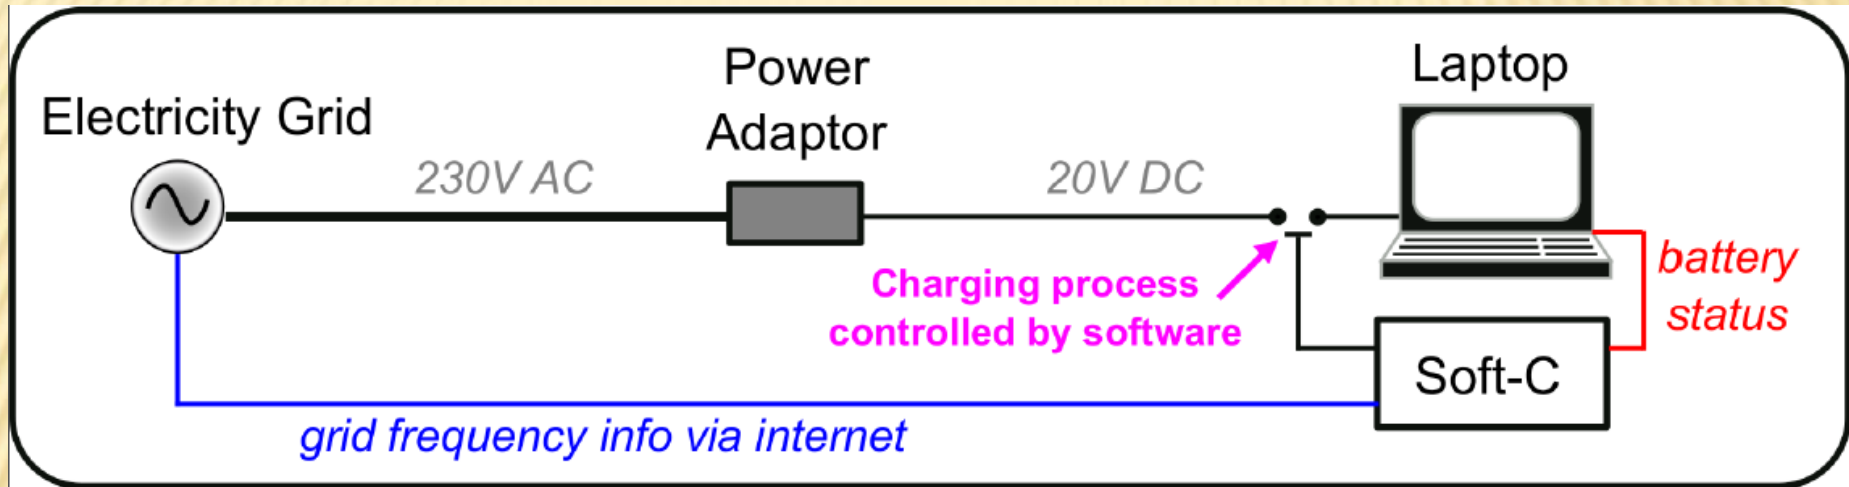 Electricity Grid
230V AC
Power
Adaptor
20V DC
Laptop
Charging process
controlled by software
battery
status
Soft-C
grid frequency info via internet